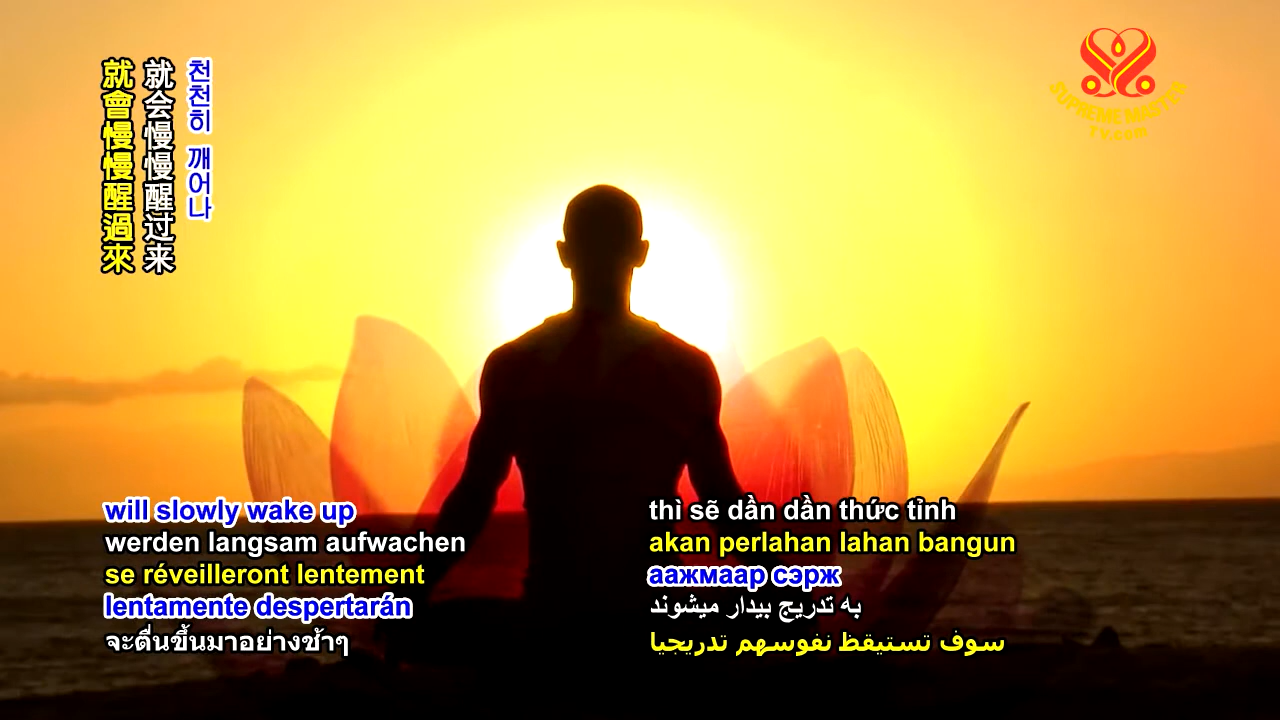 就會慢慢醒過來
就会慢慢醒过来
천천히 깨어나
SUPREME MASTER
TV.COM
will slowly wake up
werden langsam aufwachen
se réveilleront lentement
lentamente despertarán
จะตื่นขึ้นมาอย่างช้าๆ
thì sẽ dần dần thức tỉnh
akan perlahan lahan bangun
аажмаар сэрж
به تدریج بیدار میشوند
سوف تستيقظ نفوسهم تدريجيا